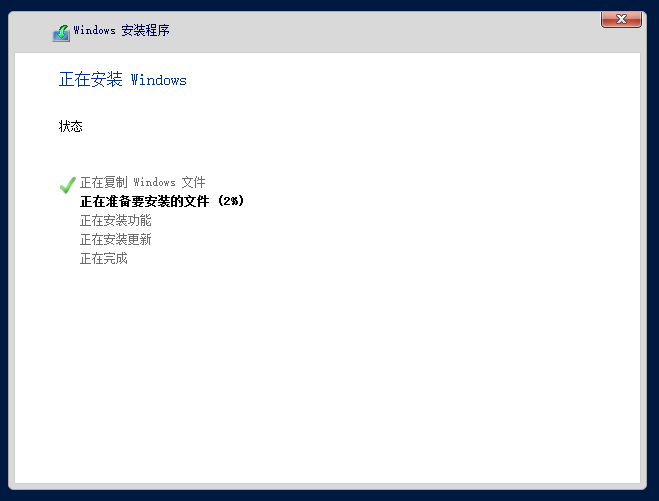 Windows 安装程序
正在安装 Windows
状态
正在复制 Windows 文件
正在准备要安装的文件 (2%)
正在安装功能
正在安装更新
正在完成